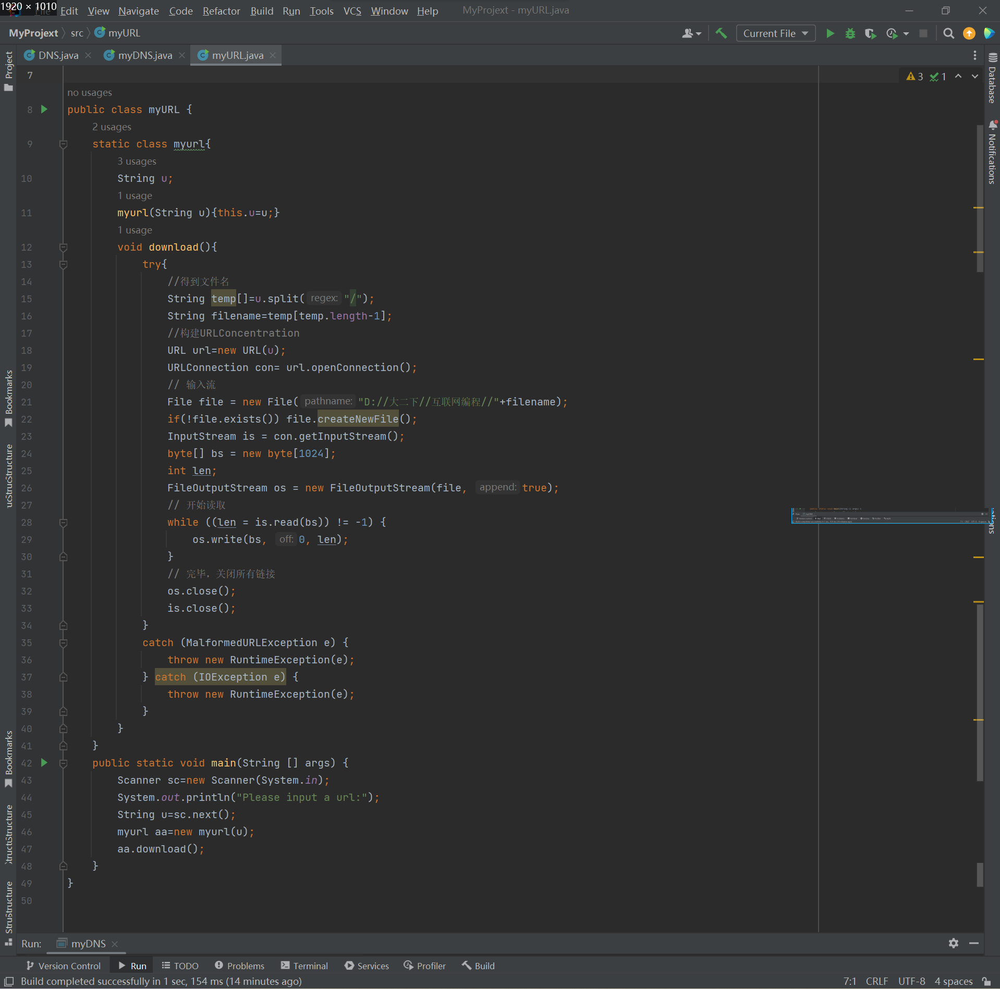 1920 × 1010
Edit View Navigate Code Refactor Build Run Tools VCS Window Help MyProjext - myURL.java
MyProjext src myURL Current File
DNS.java myDNS.java myURL.java
Project
Database
Notifications
3 1
7
no usages
8 public class myURL {
2 usages
9 static class myurl{
3 usages
10 String u;
1 usage
11 myurl(String u){this.u=u;}
1 usage
12 void download(){
13 try{
14 //得到文件名
15 String temp[]=u.split( regex: "/");
16 String filename=temp[temp.length-1];
17 //构建URLConcentration
18 URL url=new URL(u);
19 URLConnection con= url.openConnection();
20 // 输入流
21 File file = new File( pathname: "D://大二下//互联网编程//"+filename);
22 if(!file.exists()) file.createNewFile();
23 InputStream is = con.getInputStream();
24 byte[] bs = new byte[1024];
25 int len;
26 FileOutputStream os = new FileOutputStream(file, append: true);
27 // 开始读取
28 while ((len = is.read(bs)) != -1) {
29 os.write(bs, off: 0, len);
30 }
31 // 完毕，关闭所有链接
32 os.close();
33 is.close();
34 }
35 catch (MalformedURLException e) {
36 throw new RuntimeException(e);
37 } catch (IOException e) {
38 throw new RuntimeException(e);
39 }
40 }
41 }
42 public static void main(String [] args) {
43 Scanner sc=new Scanner(System.in);
44 System.out.println("Please input a url:");
45 String u=sc.next();
46 myurl aa=new myurl(u);
47 aa.download();
48 }
49 }
50
Bookmarks
Structure
Bookmarks
Structure
Structure
Run: myDNS
Version Control Run TODO Problems Terminal Services Profiler Build
Build completed successfully in 1 sec, 154 ms (14 minutes ago) 7:1 CRLF UTF-8 4 spaces